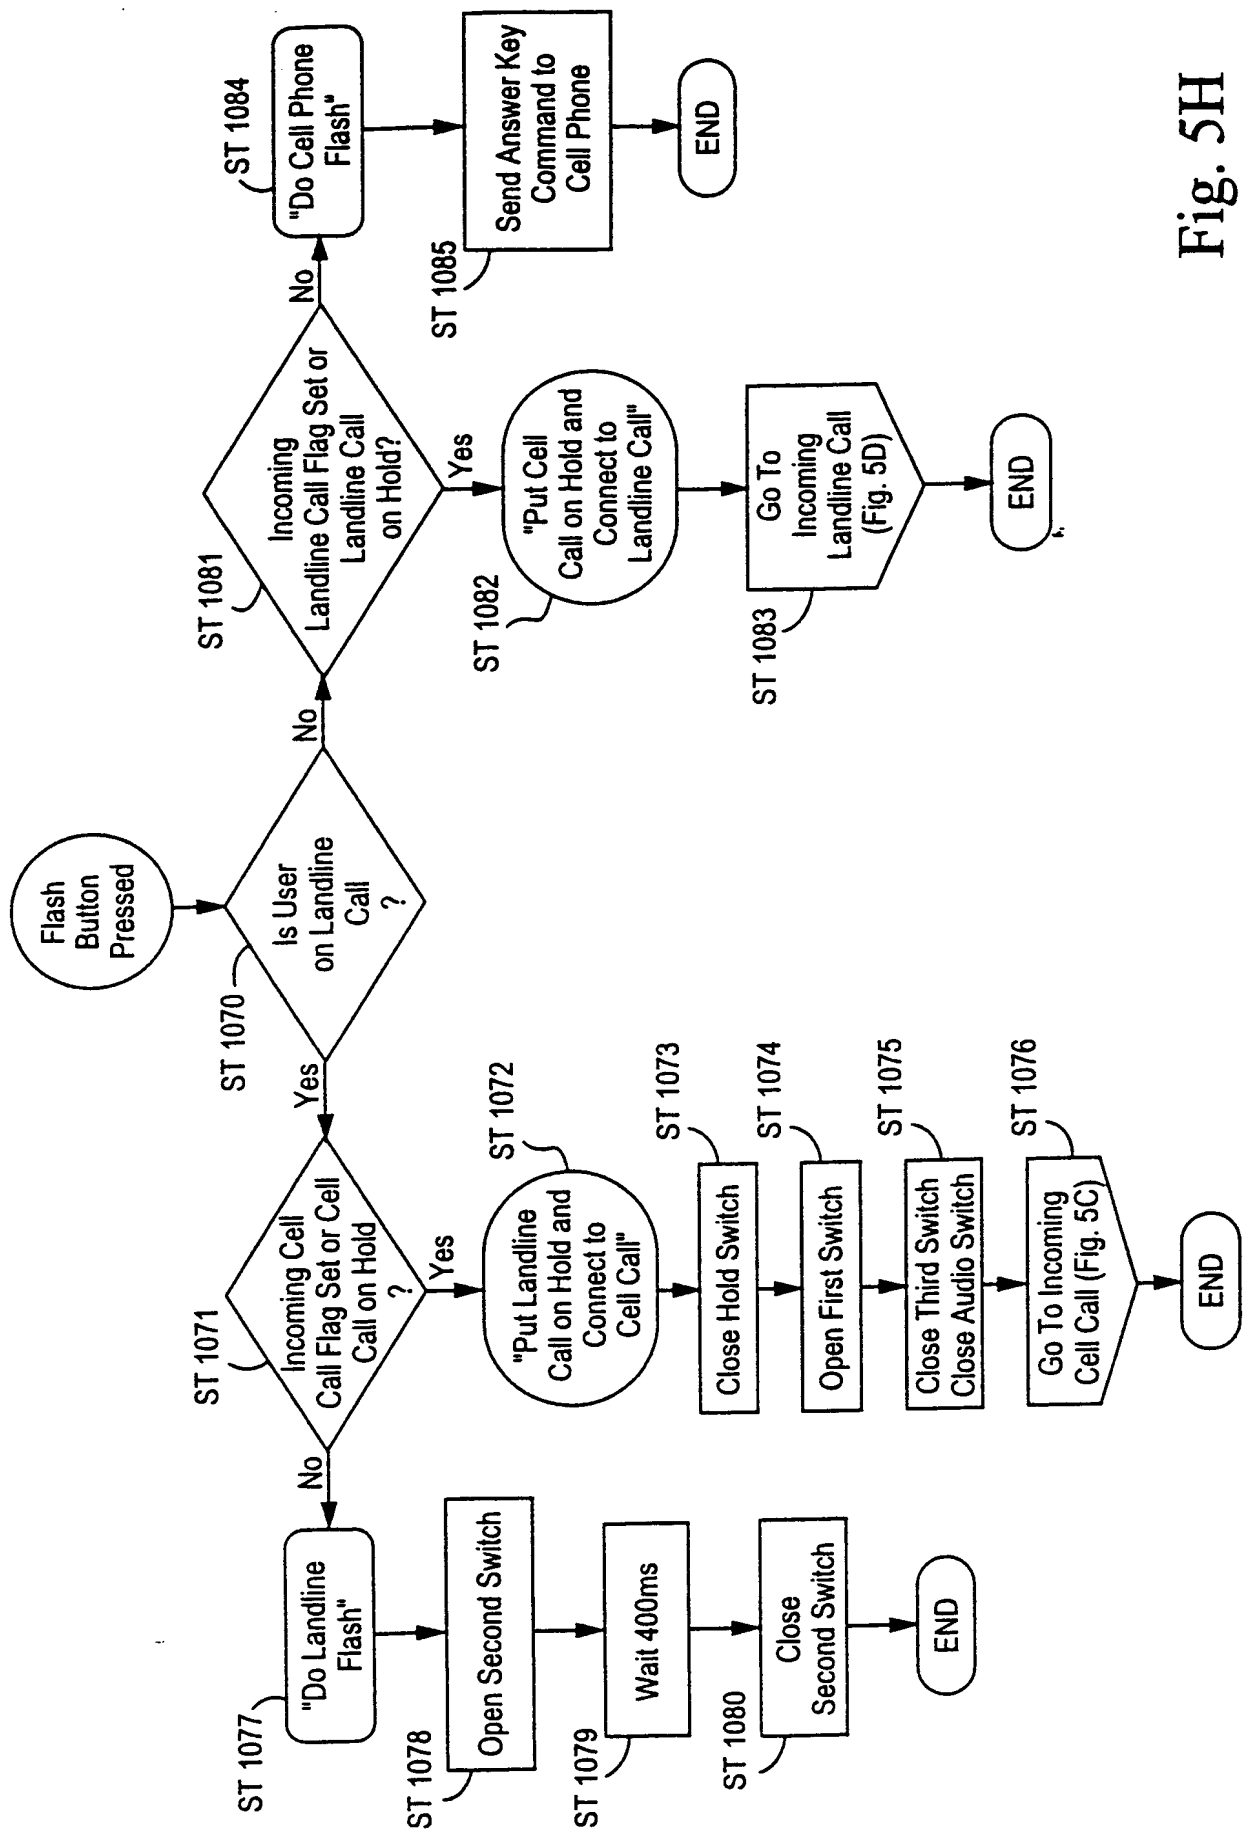 Flash
Button
Pressed
ST 1070
Is User
on Landline
Call
?
Yes
No
ST 1071
Incoming Cell
Call Flag Set or Cell
Call on Hold
?
No
Yes
ST 1077
"Do Landline
Flash"
ST 1078
Open Second Switch
ST 1079
Wait 400ms
ST 1080
Close
Second Switch
END
ST 1072
"Put Landline
Call on Hold and
Connect to
Cell Call"
ST 1073
Close Hold Switch
ST 1074
Open First Switch
ST 1075
Close Third Switch
Close Audio Switch
ST 1076
Go To Incoming
Cell Call (Fig. 5C)
END
ST 1081
Incoming
Landline Call Flag Set or
Landline Call
on Hold?
No
Yes
ST 1082
"Put Cell
Call on Hold and
Connect to
Landline Call"
ST 1083
Go To
Incoming
Landline Call
(Fig. 5D)
END
ST 1084
"Do Cell Phone
Flash"
ST 1085
Send Answer Key
Command to
Cell Phone
END
Fig. 5H